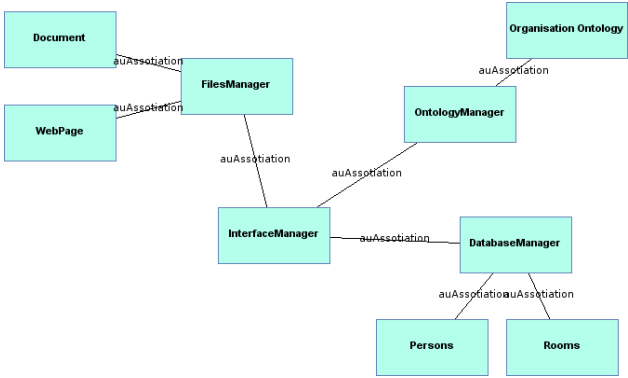 Organisation Ontology
Document
auAssotiation
auAssotiation
FilesManager
auAssotiation
OntologyManager
WebPage
auAssotiation
auAssotiation
InterfaceManager
auAssotiation
DatabaseManager
auAssotiation
auAssotiation
Persons
Rooms